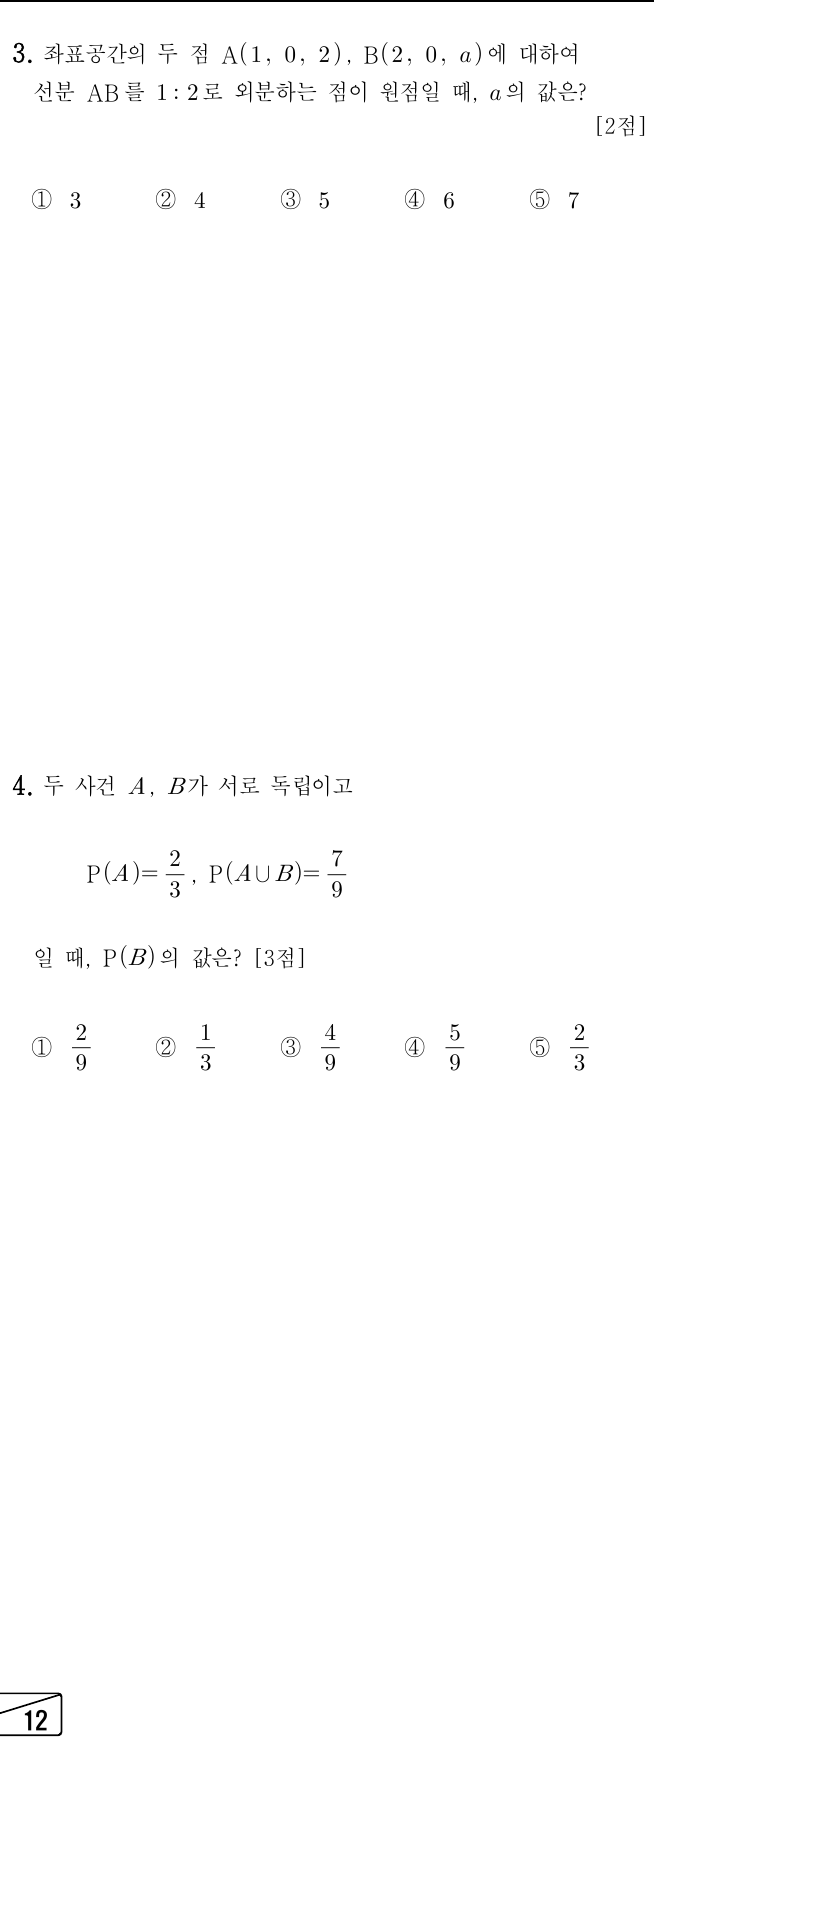 3. 좌표공간의 두 점 A(1, 0, 2), B(2, 0, a)에 대하여
선분 AB를 1 : 2로 외분하는 점이 원점일 때, a의 값은?
[2점]
① 3 ② 4 ③ 5 ④ 6 ⑤ 7
4. 두 사건 A, B가 서로 독립이고
P(A)= 2/3 , P(A∪B)= 7/9
일 때, P(B)의 값은? [3점]
① 2/9 ② 1/3 ③ 4/9 ④ 5/9 ⑤ 2/3
12